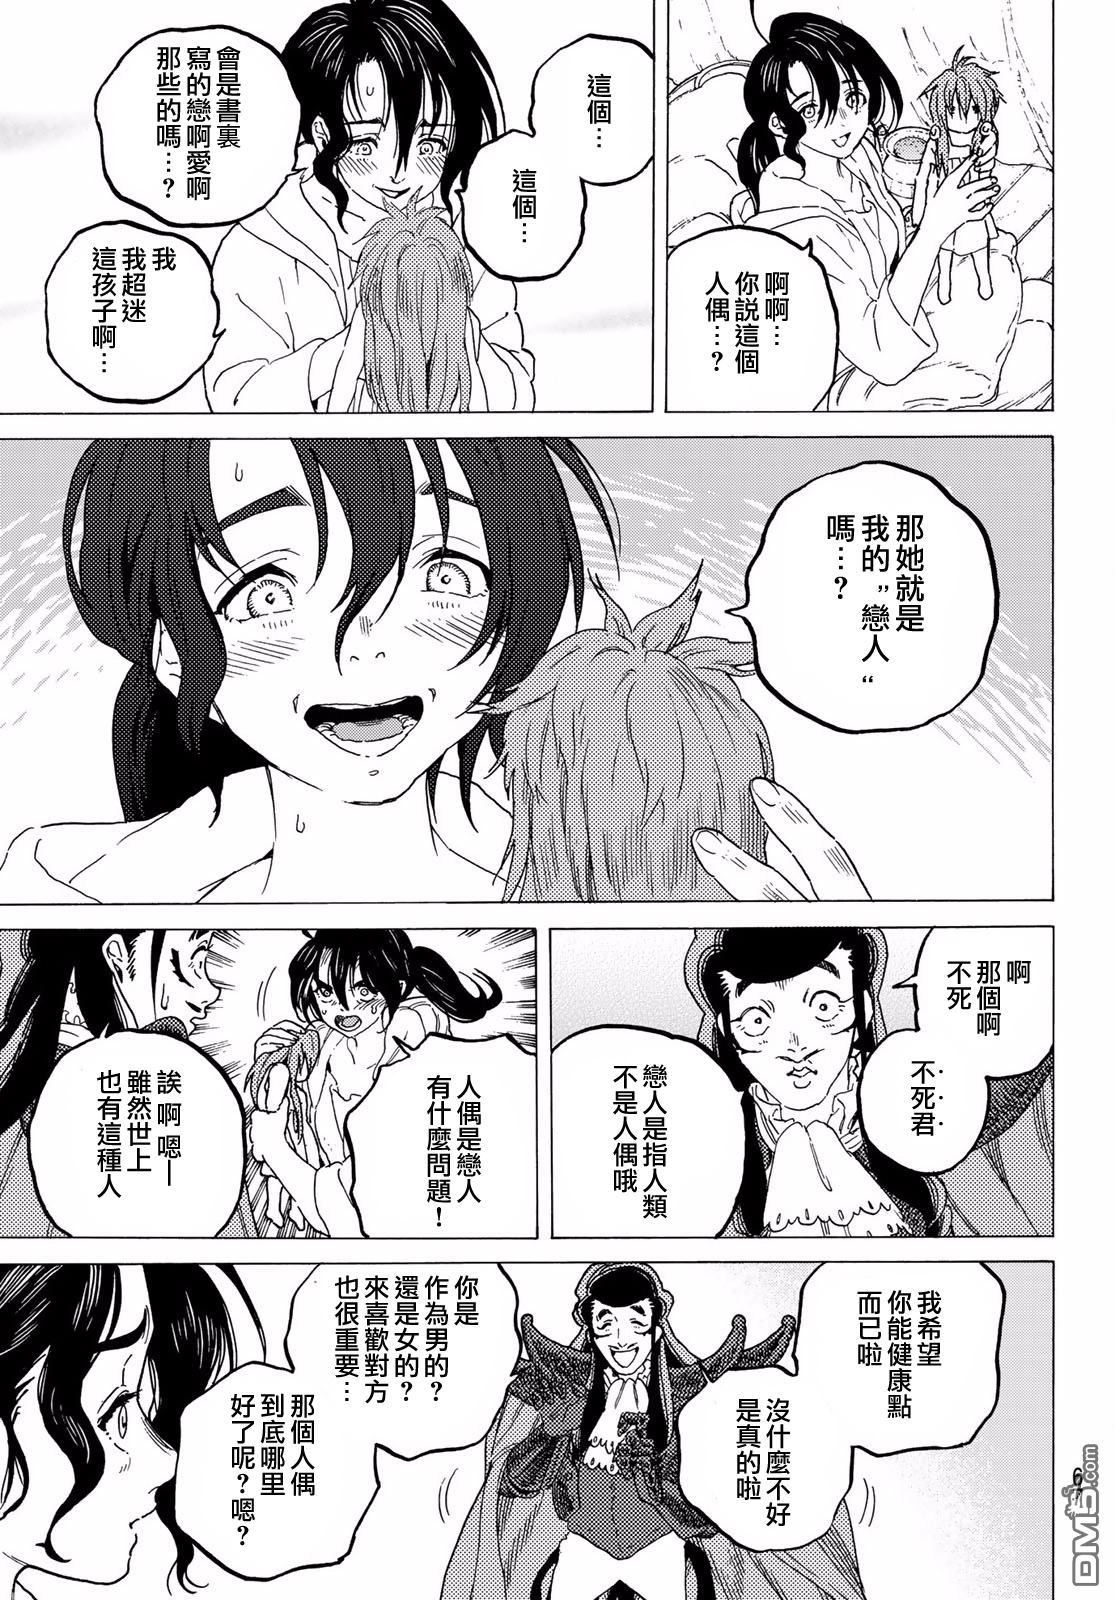 啊啊…
你説這個
人偶…?
這個…
這個…
會是書裏
寫的戀啊愛啊
那些的嗎…?
我
我超迷
這孩子啊…
那她就是
我的”戀人“
嗎…?
啊
那個啊
不死
不死君
戀人是指人類
不是人偶哦
人偶是戀人
有什麼問題！
誒啊嗯—
雖然世上
也有這種人
我希望
你能健康點
而已啦
沒什麼不好
是真的啦
你是
作為男的?
還是女的?
來喜歡對方
也很重要…
那個人偶
到底哪里
好了呢?嗯?
DM5.com